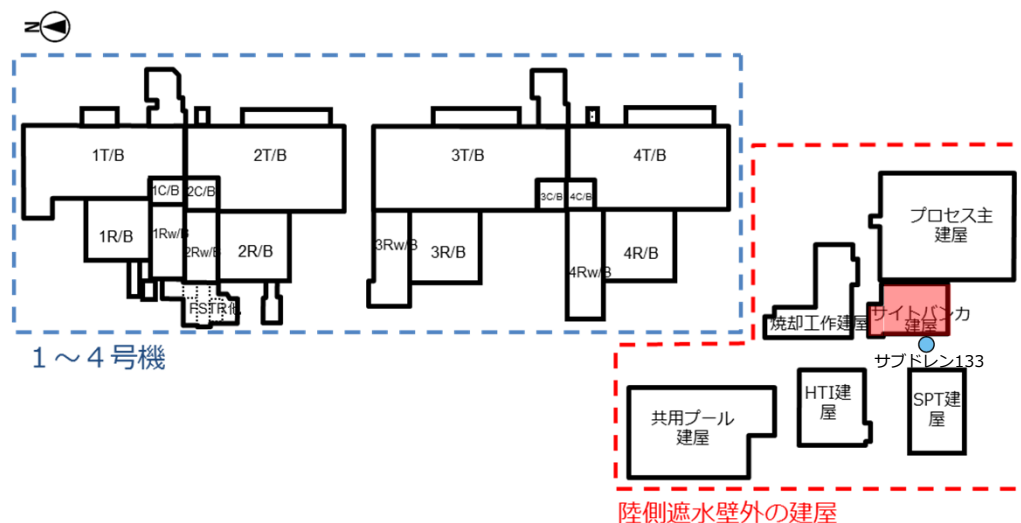 N
1T/B
2T/B
3T/B
4T/B
1C/B
2C/B
3C/B
4C/B
1R/B
1Rw/B
2Rw/B
2R/B
3Rw/B
3R/B
4Rw/B
4R/B
FSTR他
1~4号機
プロセス主
建屋
焼却工作建屋
サイトバンカ
建屋
サブドレン133
共用プール
建屋
HTI建
屋
SPT建
屋
陸側遮水壁外の建屋